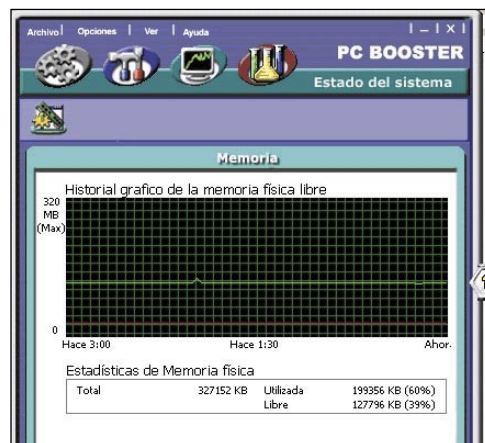 Archivo | Opciones | Ver | Ayuda
PC BOOSTER
Estado del sistema
Memoria
Historial grafico de la memoria física libre
320
MB
(Max)
0
Hace 3:00 Hace 1:30 Ahor
Estadísticas de Memoria física
Total 327152 KB Utilizada 199356 KB (60%)
Libre 127796 KB (39%)